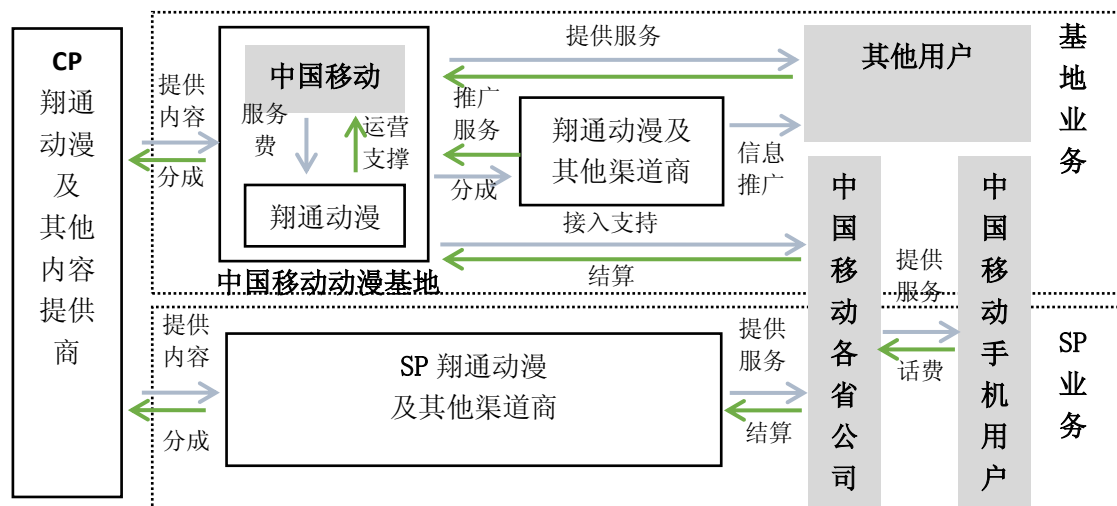 CP
翔通
动漫
及
其他
内容
提供
商
提供
内容
分成
中国移动
服务
费
运营
支撑
翔通动漫
中国移动动漫基地
提供服务
推广
服务
分成
翔通动漫及
其他渠道商
信息
推广
接入支持
结算
其他用户
基地业务
提供
内容
分成
SP 翔通动漫
及其他渠道商
提供
服务
结算
中国移动各省公司
提供
服务
话费
中国移动手机用户
SP
业
务